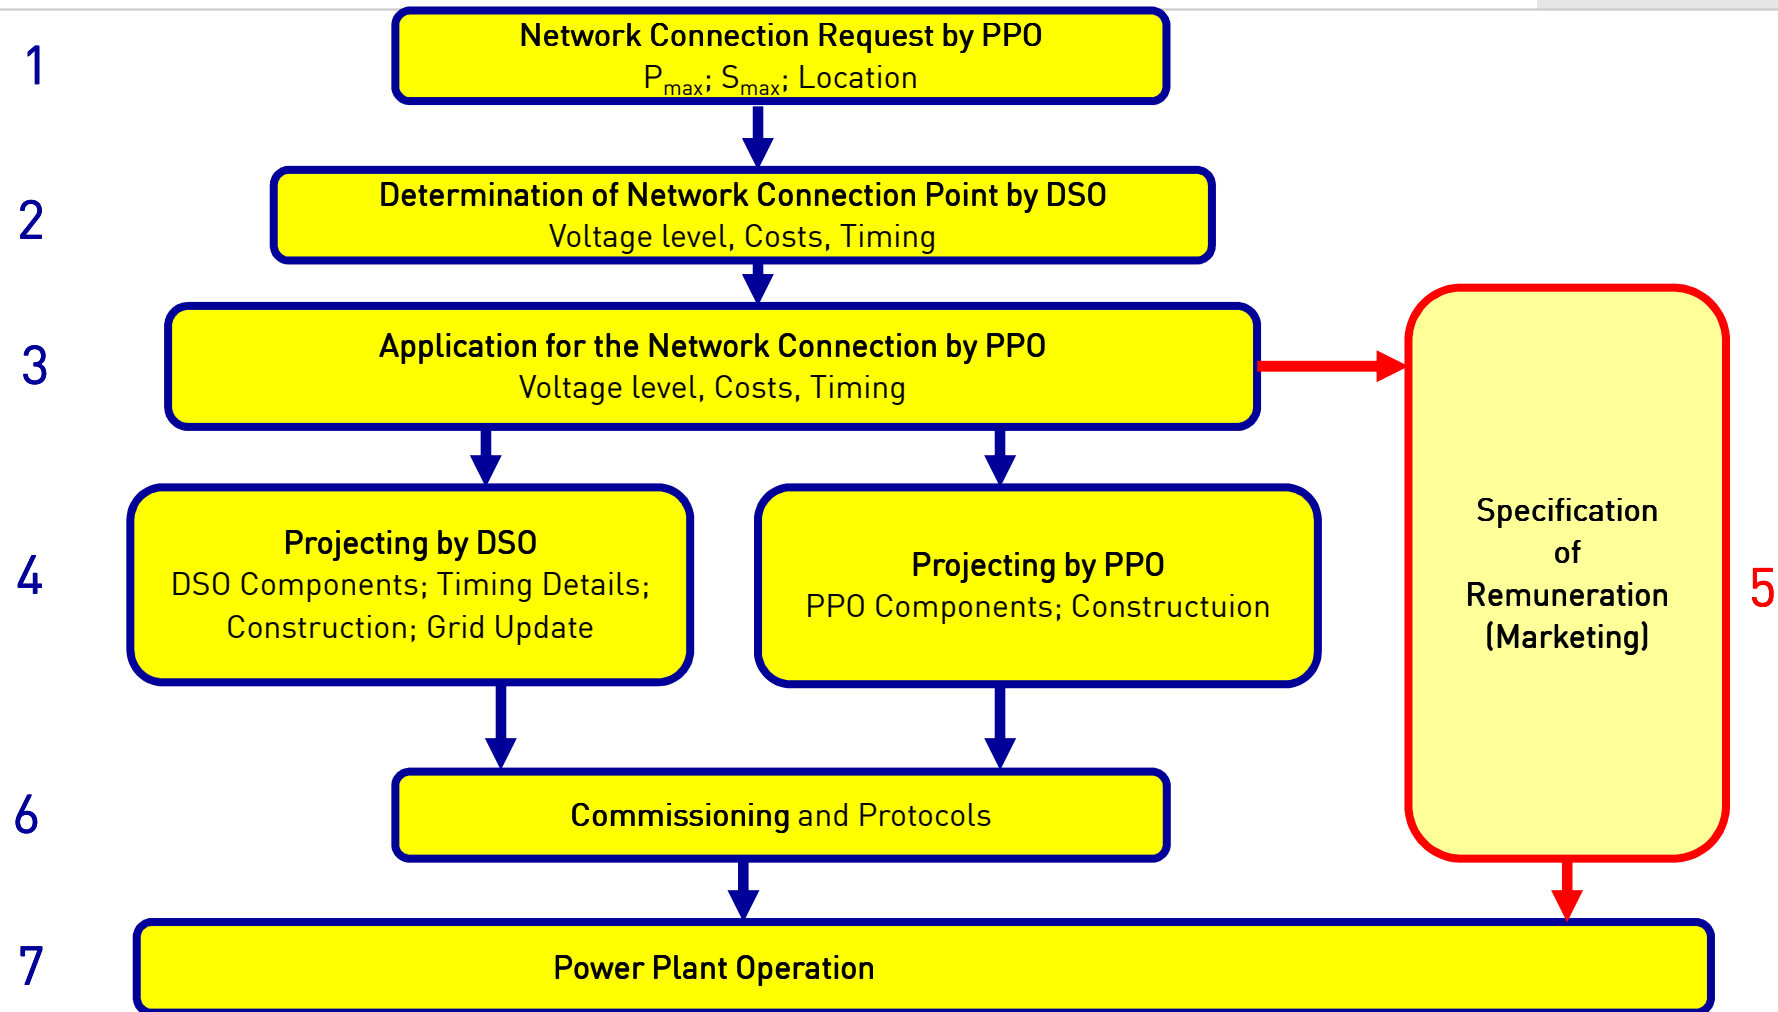 1
Network Connection Request by PPO
Pmax; Smax; Location
2
Determination of Network Connection Point by DSO
Voltage level, Costs, Timing
3
Application for the Network Connection by PPO
Voltage level, Costs, Timing
4
Projecting by DSO
DSO Components; Timing Details;
Construction; Grid Update
Projecting by PPO
PPO Components; Constructuion
Specification
of
Remuneration
(Marketing)
5
6
Commissioning and Protocols
7
Power Plant Operation